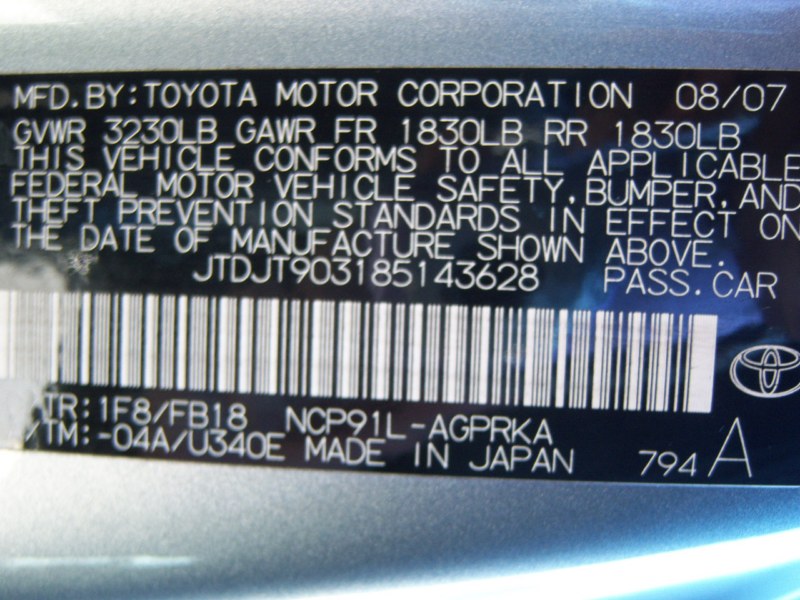 MFD.BY:TOYOTA MOTOR CORPORATION 08/07
GVWR 3230LB GAWR FR 1830LB RR 1830LB
THIS VEHICLE CONFORMS TO ALL APPLICABLE
FEDERAL MOTOR VEHICLE SAFETY,BUMPER,AND
THEFT PREVENTION STANDARDS IN EFFECT ON
THE DATE OF MANUFACTURE SHOWN ABOVE.
JTDJT903185143628 PASS.CAR
/TR:1F8/FB18 NCP91L-AGPRKA
/TM:-04A/U340E MADE IN JAPAN 794 A